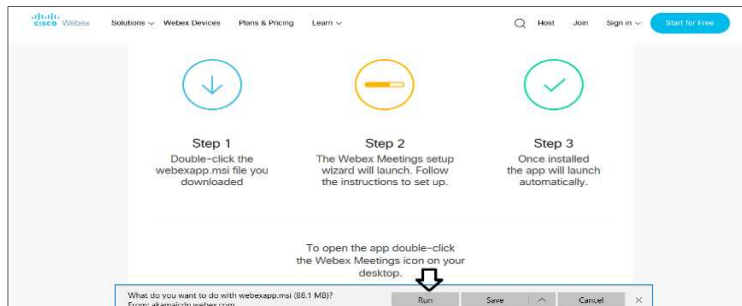 cisco Webex Solutions Webex Devices Plans & Pricing Learn Host Join Sign in Start for Free
Step 1
Double-click the
webexapp.msi file you
downloaded
Step 2
The Webex Meetings setup
wizard will launch. Follow
the instructions to set up.
Step 3
Once installed
the app will launch
automatically.
To open the app double-click
the Webex Meetings icon on your
desktop.
What do you want to do with webexapp.msi (88.1 MB)?
From: akamaicdn.webex.com
Run Save Cancel